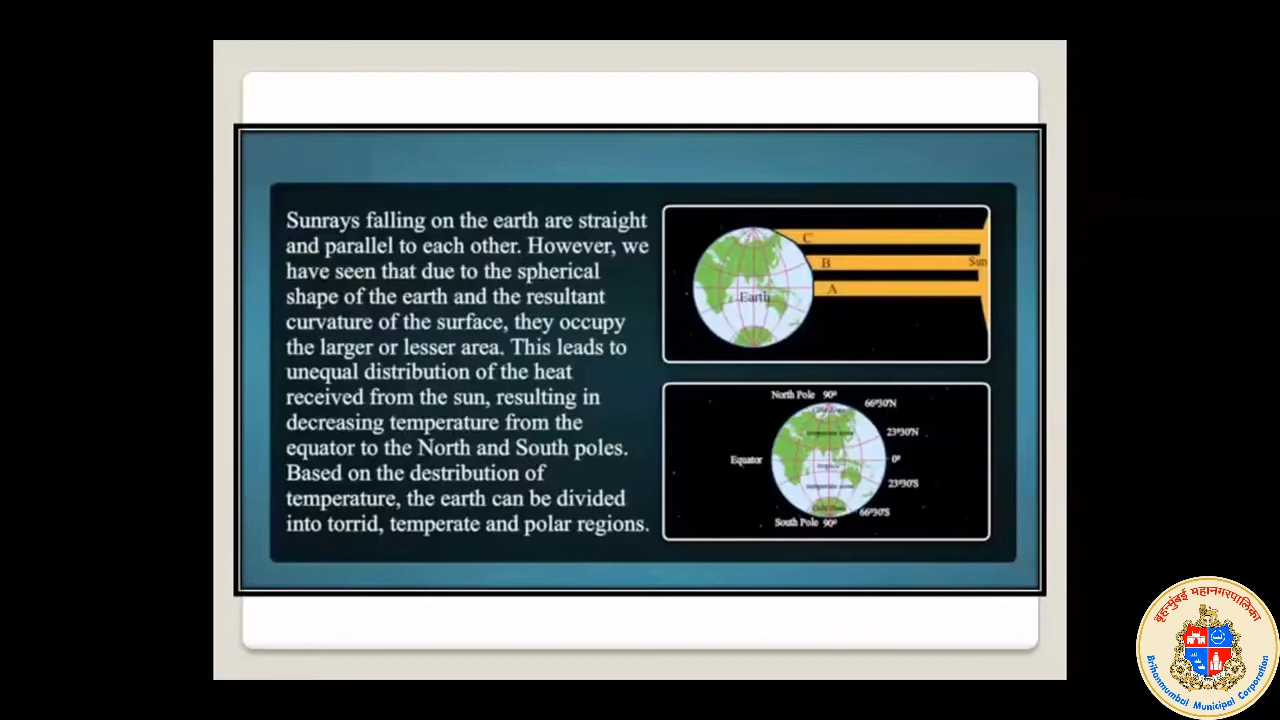 Sunrays falling on the earth are straight
and parallel to each other. However, we
have seen that due to the spherical
shape of the earth and the resultant
curvature of the surface, they occupy
the larger or lesser area. This leads to
unequal distribution of the heat
received from the sun, resulting in
decreasing temperature from the
equator to the North and South poles.
Based on the destribution of
temperature, the earth can be divided
into torrid, temperate and polar regions.
C
B
Sun
A
Earth
North Pole 90º
66º30'N
23º30'N
Equator
0º
23º30'S
66º30'S
South Pole 90º
बृहन्मुंबई महानगरपालिका
Brihanmumbai Municipal Corporation